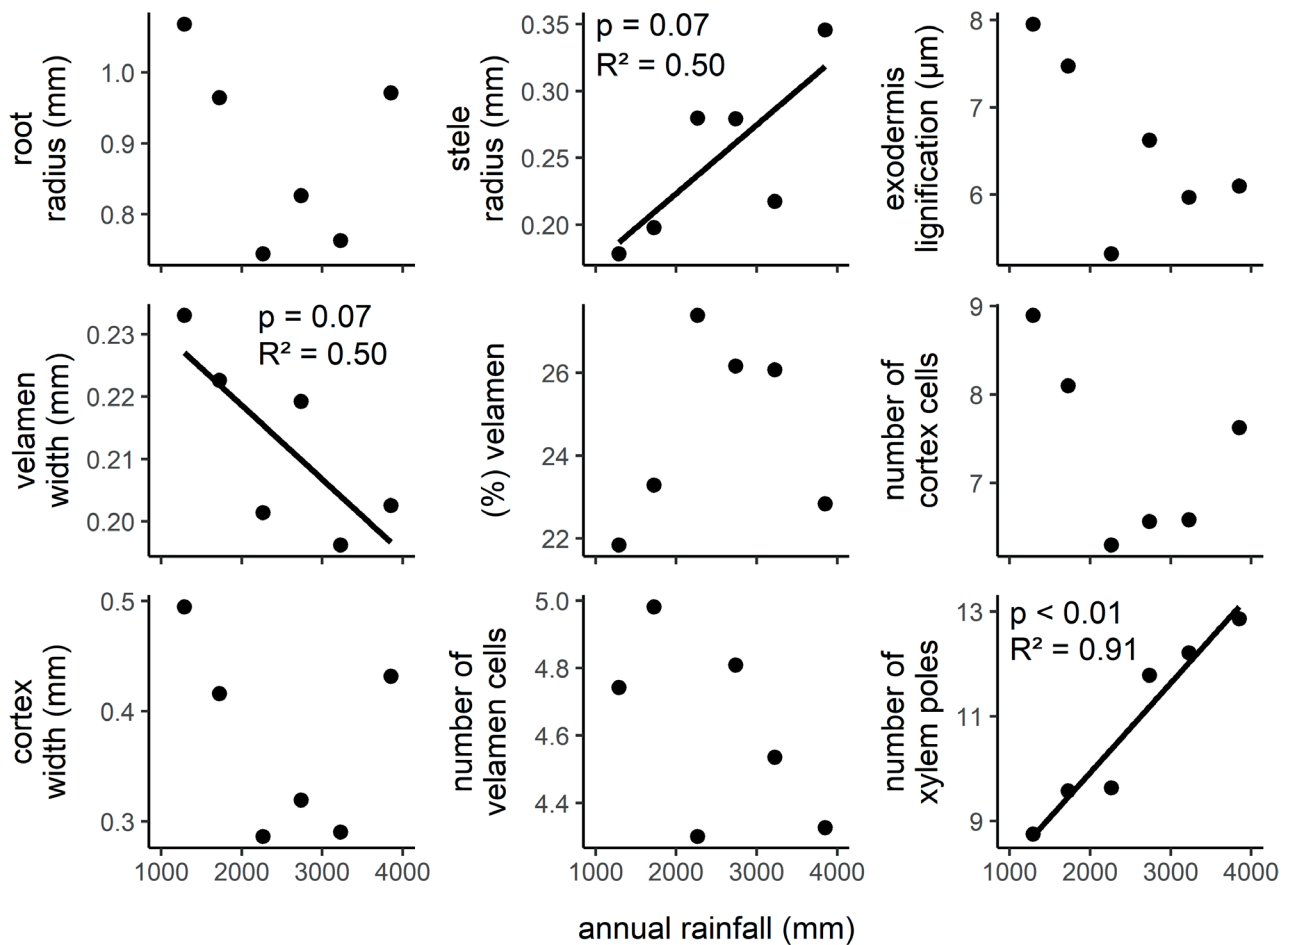 root
radius (mm)
1.0
0.9
0.8
stele
radius (mm)
0.35
0.30
0.25
0.20
p = 0.07
R² = 0.50
exodermis
lignification (µm)
8
7
6
velamen
width (mm)
0.23
0.22
0.21
0.20
p = 0.07
R² = 0.50
(%) velamen
26
24
22
number of
cortex cells
9
8
7
cortex
width (mm)
0.5
0.4
0.3
1000 2000 3000 4000
number of
velamen cells
5.0
4.8
4.6
4.4
1000 2000 3000 4000
number of
xylem poles
13
11
9
p < 0.01
R² = 0.91
1000 2000 3000 4000
annual rainfall (mm)